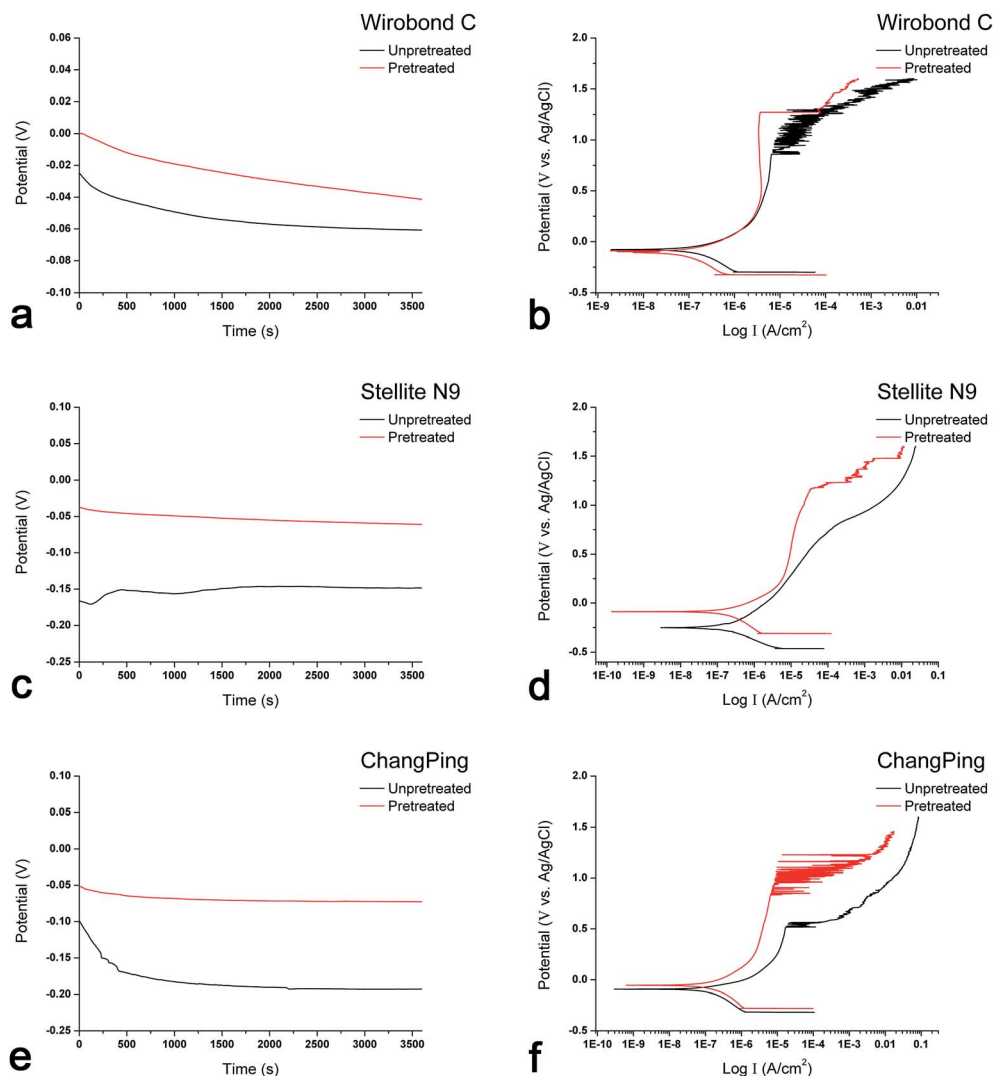 Wirobond C
Unpretreated
Pretreated
0.06
0.04
0.02
0.00
-0.02
-0.04
-0.06
-0.08
-0.10
Potential (V)
0 500 1000 1500 2000 2500 3000 3500
Time (s)
a
Wirobond C
Unpretreated
Pretreated
2.0
1.5
1.0
0.5
0.0
-0.5
Potential (V vs. Ag/AgCl)
1E-9 1E-8 1E-7 1E-6 1E-5 1E-4 1E-3 0.01
Log I (A/cm²)
b
Stellite N9
Unpretreated
Pretreated
0.10
0.05
0.00
-0.05
-0.10
-0.15
-0.20
-0.25
Potential (V)
0 500 1000 1500 2000 2500 3000 3500
Time (s)
c
Stellite N9
Unpretreated
Pretreated
2.0
1.5
1.0
0.5
0.0
-0.5
Potential (V vs. Ag/AgCl)
1E-10 1E-9 1E-8 1E-7 1E-6 1E-5 1E-4 1E-3 0.01 0.1
Log I (A/cm²)
d
ChangPing
Unpretreated
Pretreated
0.10
0.05
0.00
-0.05
-0.10
-0.15
-0.20
-0.25
Potential (V)
0 500 1000 1500 2000 2500 3000 3500
Time (s)
e
ChangPing
Unpretreated
Pretreated
2.0
1.5
1.0
0.5
0.0
-0.5
Potential (V vs. Ag/AgCl)
1E-10 1E-9 1E-8 1E-7 1E-6 1E-5 1E-4 1E-3 0.01 0.1
Log I (A/cm²)
f